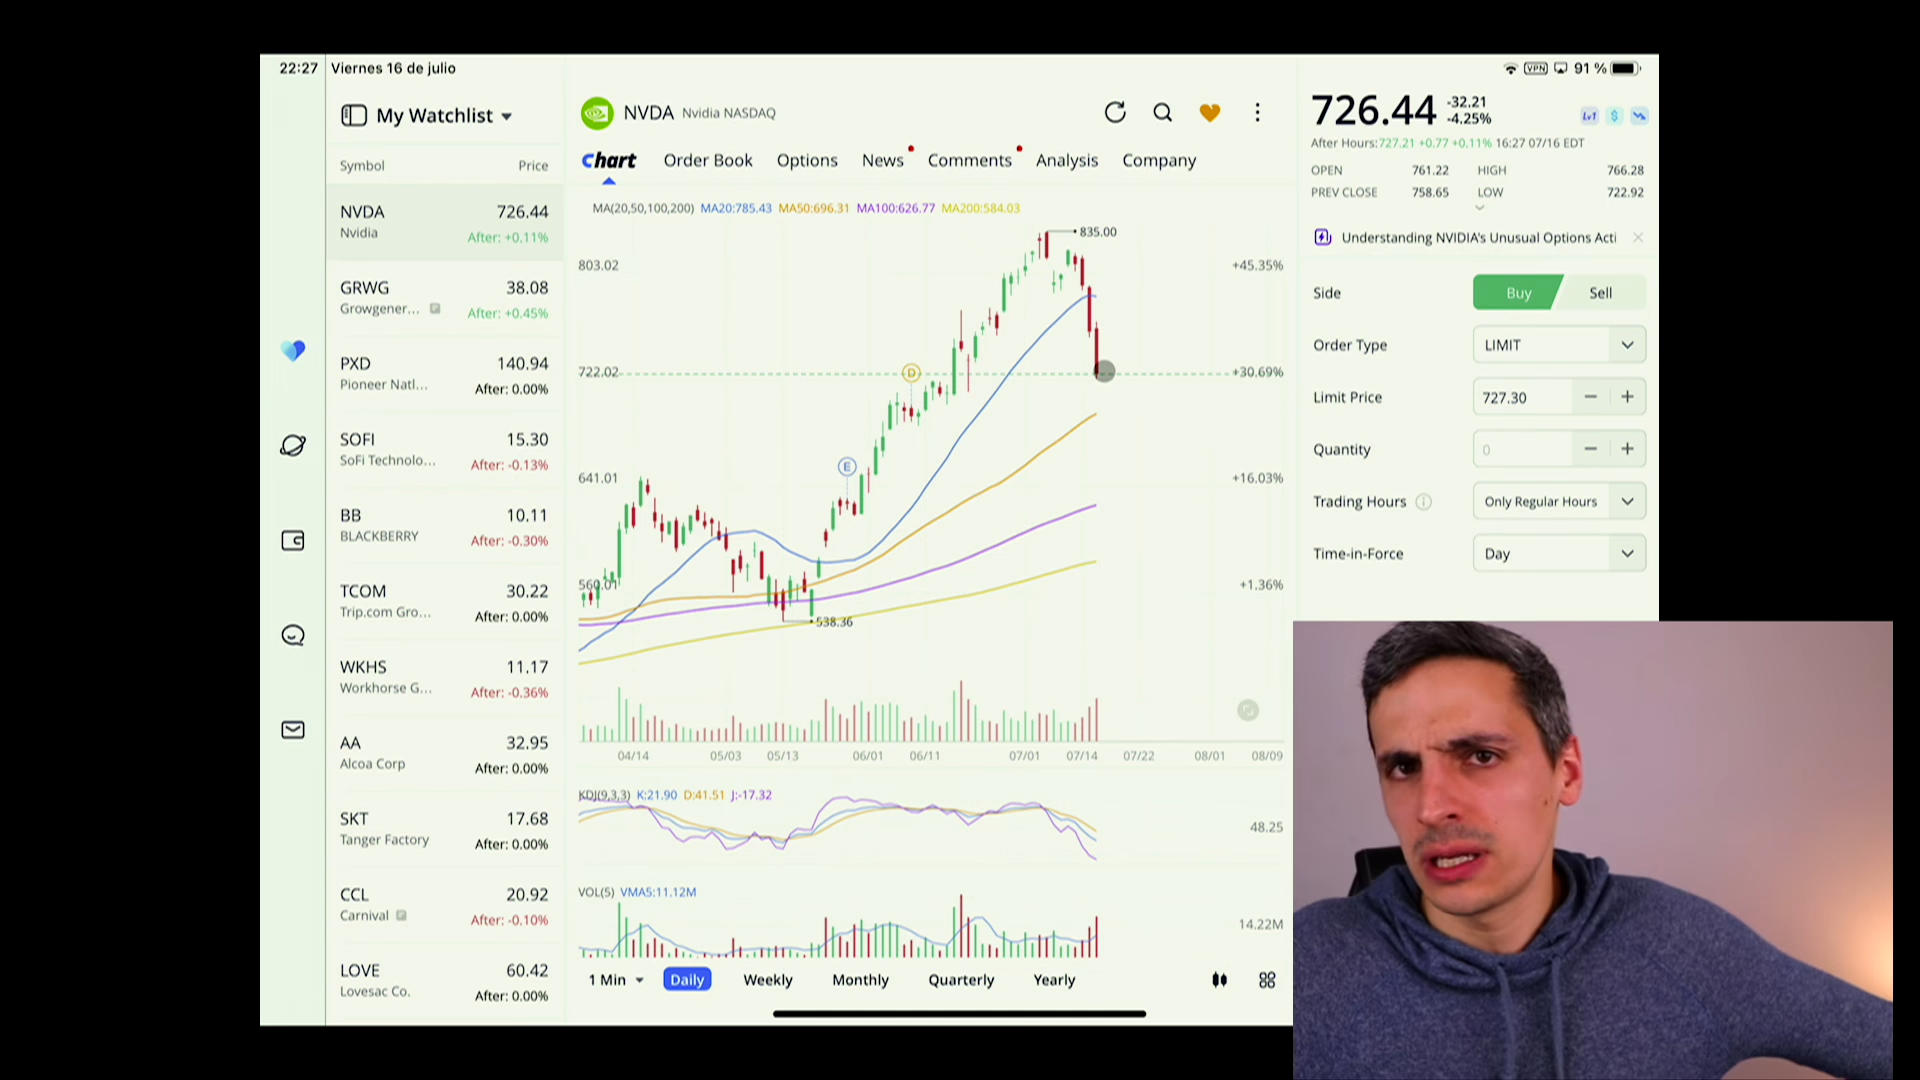 22:27 Viernes 16 de julio
VPN 91 %
My Watchlist
Symbol Price
NVDA 726.44
Nvidia After: +0.11%
GRWG 38.08
Growgener... After: +0.45%
PXD 140.94
Pioneer Natl... After: 0.00%
SOFI 15.30
SoFi Technolo... After: -0.13%
BB 10.11
BLACKBERRY After: -0.30%
TCOM 30.22
Trip.com Gro... After: 0.00%
WKHS 11.17
Workhorse G... After: -0.36%
AA 32.95
Alcoa Corp After: 0.00%
SKT 17.68
Tanger Factory After: 0.00%
CCL 20.92
Carnival After: -0.10%
LOVE 60.42
Lovesac Co. After: 0.00%
NVDA Nvidia NASDAQ
Chart Order Book Options News Comments Analysis Company
MA(20,50,100,200) MA20:785.43 MA50:696.31 MA100:626.77 MA200:584.03
835.00
803.02 +45.35%
D
722.02 +30.69%
E
641.01 +16.03%
560.01 +1.36%
538.36
04/14 05/03 05/13 06/01 06/11 07/01 07/14 07/22 08/01 08/09
KDJ(9,3,3) K:21.90 D:41.51 J:-17.32
48.25
VOL(5) VMA5:11.12M
14.22M
1 Min Daily Weekly Monthly Quarterly Yearly
726.44 -32.21
-4.25%
Lv1 $
After Hours:727.21 +0.77 +0.11% 16:27 07/16 EDT
OPEN 761.22 HIGH 766.28
PREV CLOSE 758.65 LOW 722.92
Understanding NVIDIA's Unusual Options Acti
Side Buy Sell
Order Type LIMIT
Limit Price 727.30
Quantity 0
Trading Hours Only Regular Hours
Time-in-Force Day